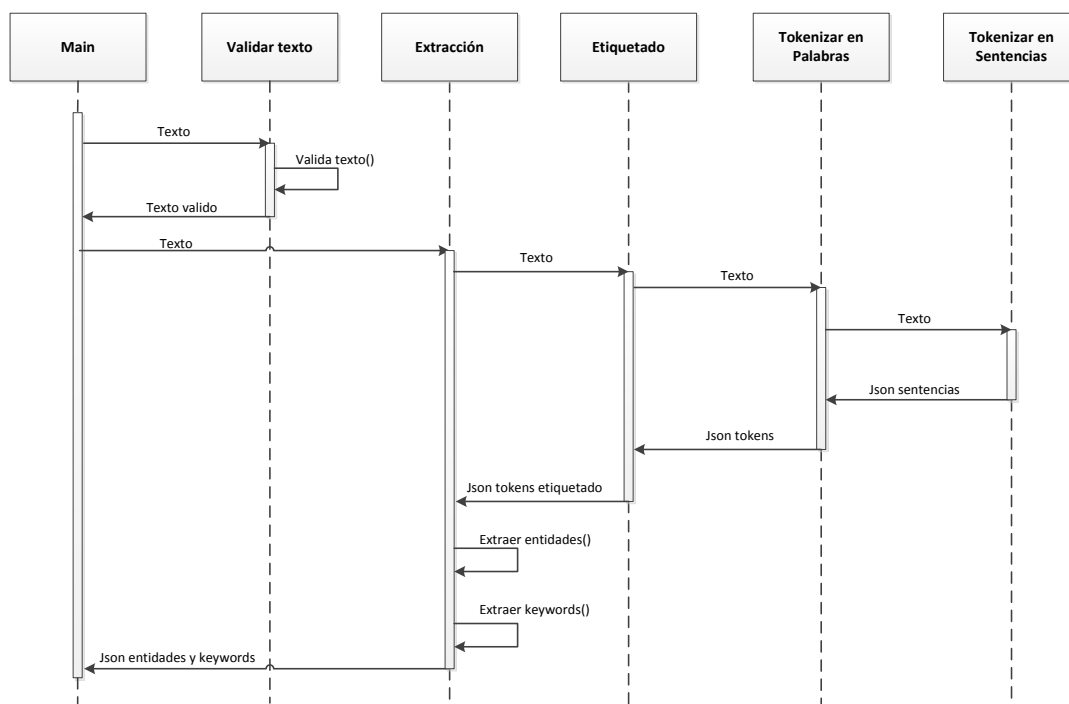 Main
Validar texto
Extracción
Etiquetado
Tokenizar en
Palabras
Tokenizar en
Sentencias
Texto
Valida texto()
Texto valido
Texto
Texto
Texto
Texto
Json sentencias
Json tokens
Json tokens etiquetado
Extraer entidades()
Extraer keywords()
Json entidades y keywords